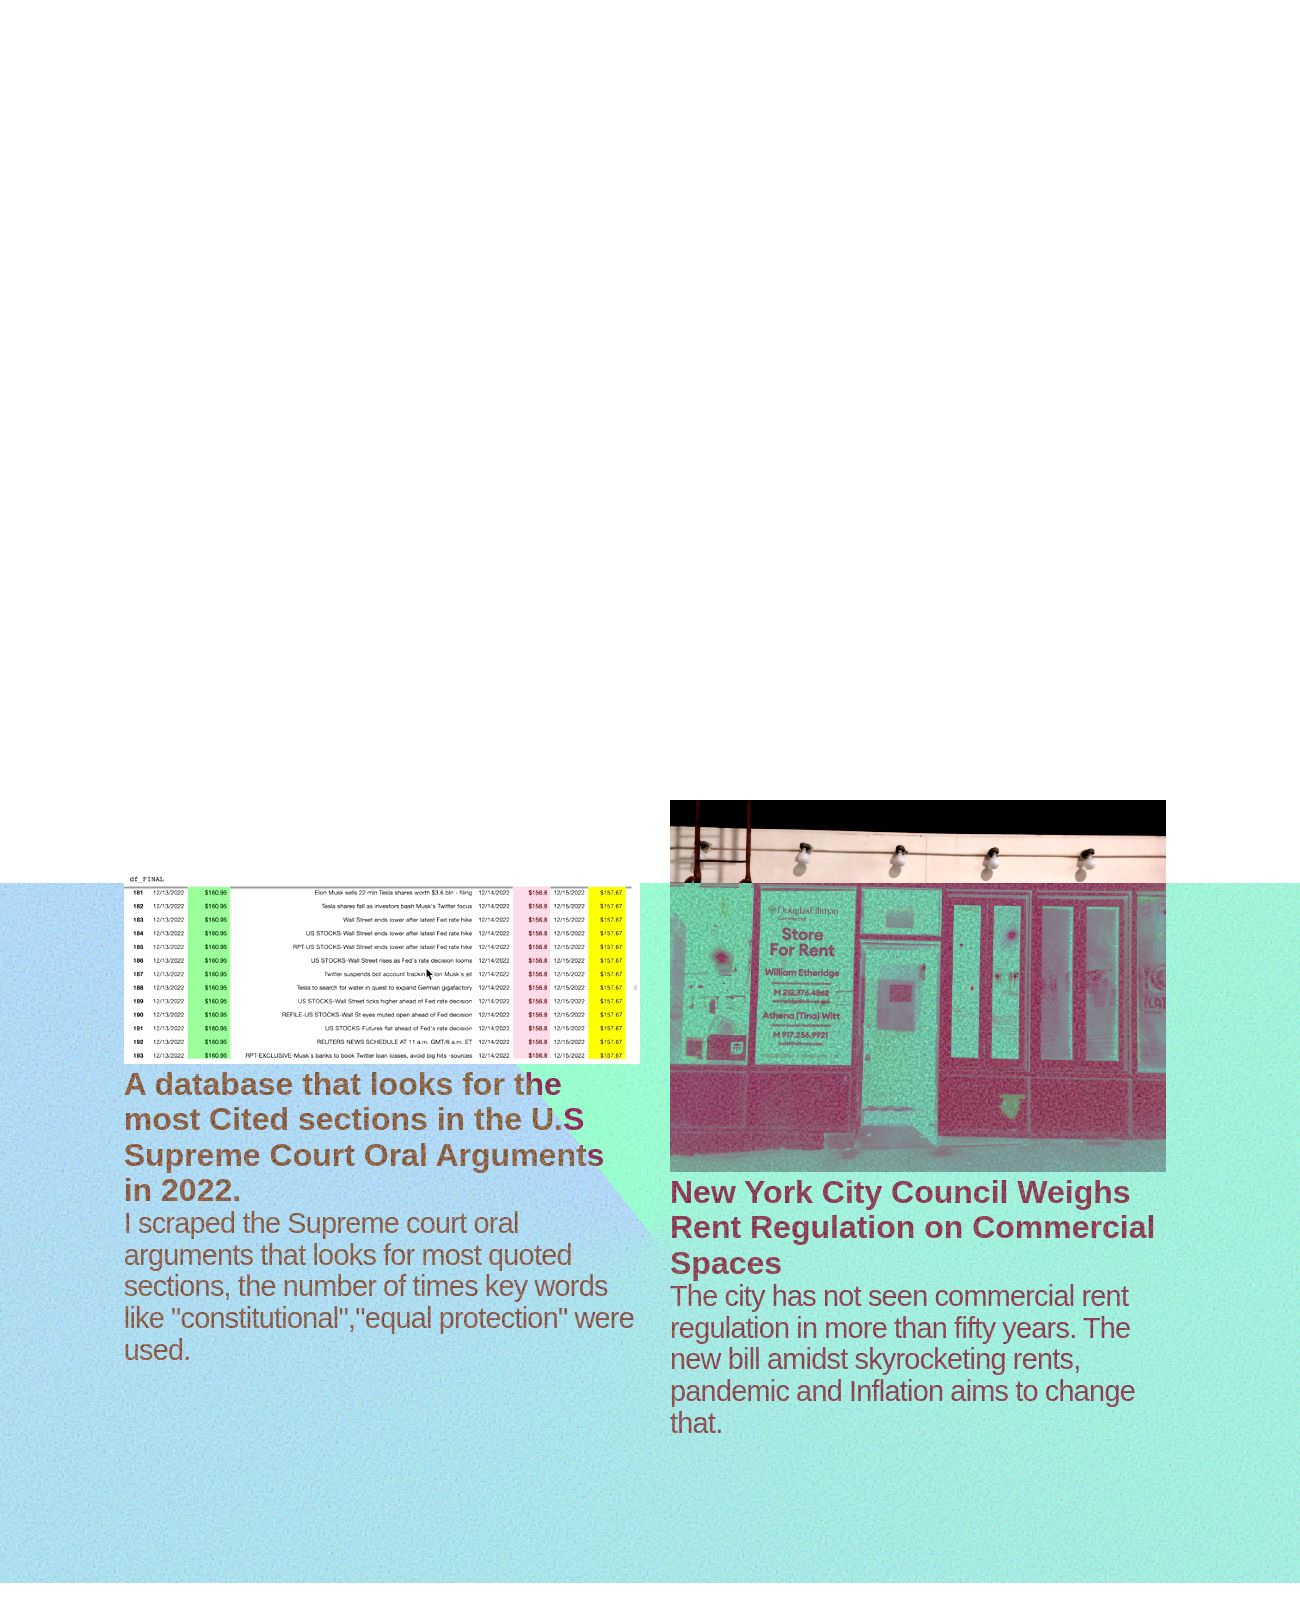 df_FINAL
181 12/13/2022 $160.95 Elon Musk sells 22 mln Tesla shares worth $3.6 bln - filing 12/14/2022 $156.8 12/15/2022 $157.67
182 12/13/2022 $160.95 Tesla shares fall as investors bash Musk's Twitter focus 12/14/2022 $156.8 12/15/2022 $157.67
183 12/13/2022 $160.95 Wall Street ends lower after latest Fed rate hike 12/14/2022 $156.8 12/15/2022 $157.67
184 12/13/2022 $160.95 US STOCKS-Wall Street ends lower after latest Fed rate hike 12/14/2022 $156.8 12/15/2022 $157.67
185 12/13/2022 $160.95 RPT-US STOCKS-Wall Street ends lower after latest Fed rate hike 12/14/2022 $156.8 12/15/2022 $157.67
186 12/13/2022 $160.95 US STOCKS-Wall Street rises as Fed's rate decision looms 12/14/2022 $156.8 12/15/2022 $157.67
187 12/13/2022 $160.95 Twitter suspends bot account Musk's jet 12/14/2022 $156.8 12/15/2022 $157.67
188 12/13/2022 $160.95 Tesla to search for water in quest to expand German gigafactory 12/14/2022 $156.8 12/15/2022 $157.67
189 12/13/2022 $160.95 US STOCKS-Wall Street ticks higher ahead of Fed rate decision 12/14/2022 $156.8 12/15/2022 $157.67
190 12/13/2022 $160.95 REFILE-US STOCKS-Wall St eyes muted open ahead of Fed decision 12/14/2022 $156.8 12/15/2022 $157.67
191 12/13/2022 $160.95 US STOCKS-Futures flat ahead of Fed's rate decision 12/14/2022 $156.8 12/15/2022 $157.67
192 12/13/2022 $160.95 REUTERS NEWS SCHEDULE AT 11 a.m. GMT/6 a.m. ET 12/14/2022 $156.8 12/15/2022 $157.67
193 12/13/2022 $160.95 RPT-EXCLUSIVE-Musk's banks to book Twitter loan losses, avoid big hits -sources 12/14/2022 $156.8 12/15/2022 $157.67
A database that looks for the
most Cited sections in the U.S
Supreme Court Oral Arguments
in 2022.
I scraped the Supreme court oral
arguments that looks for most quoted
sections, the number of times key words
like "constitutional","equal protection" were
used.
DouglasElliman
Commercial
Store
For Rent
William Etheridge
M 212.776.4862
Athena (Tina) Witt
M 917.256.9921
New York City Council Weighs
Rent Regulation on Commercial
Spaces
The city has not seen commercial rent
regulation in more than fifty years. The
new bill amidst skyrocketing rents,
pandemic and Inflation aims to change
that.